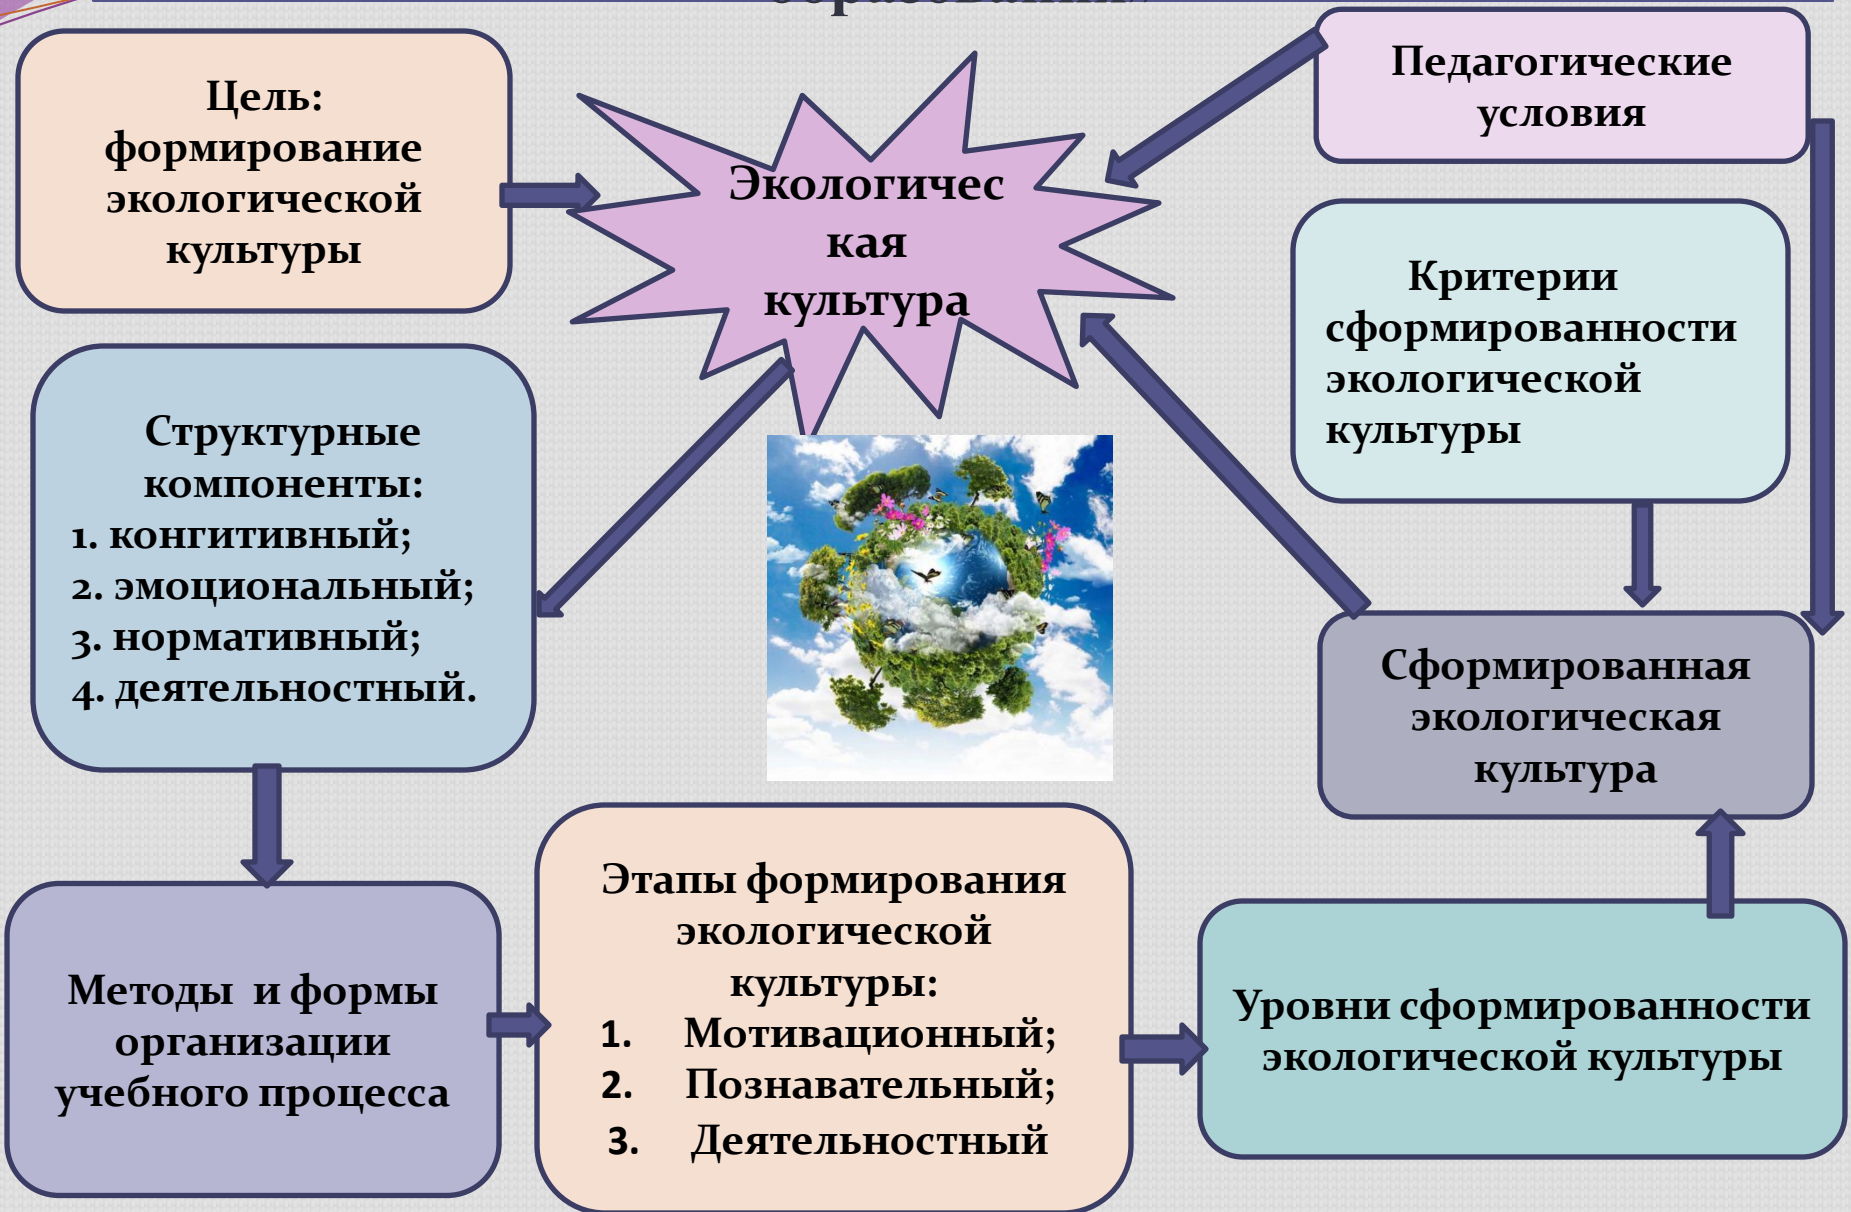 Цель:
формирование
экологической
культуры
Экологичес
кая
культура
Педагогические
условия
Критерии
сформированности
экологической
культуры
Структурные
компоненты:
1. конгитивный;
2. эмоциональный;
3. нормативный;
4. деятельностный.
Сформированная
экологическая
культура
Методы и формы
организации
учебного процесса
Этапы формирования
экологической
культуры:
1. Мотивационный;
2. Познавательный;
3. Деятельностный
Уровни сформированности
экологической культуры